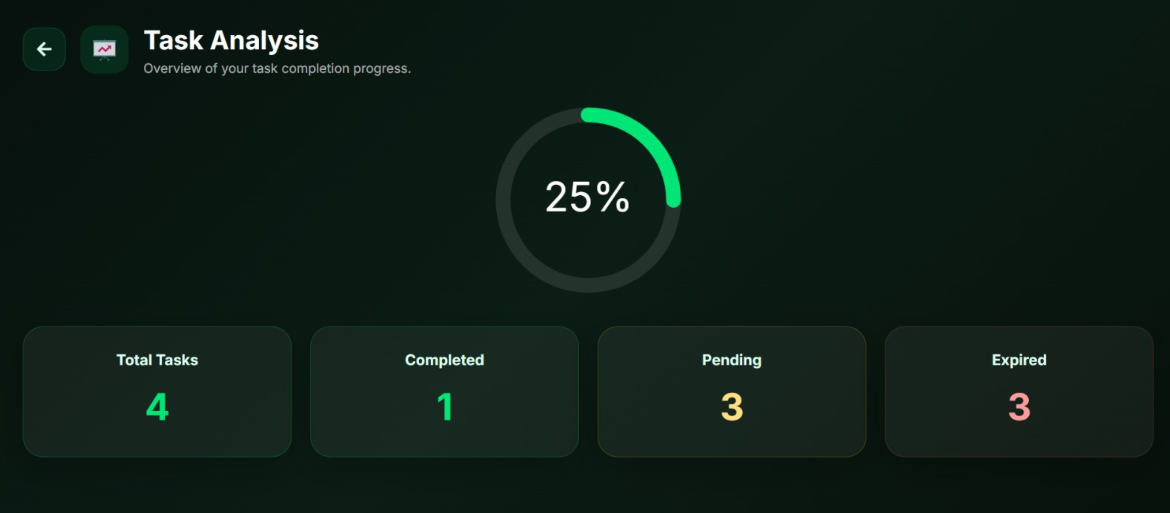 Task Analysis
Overview of your task completion progress.
25%
Total Tasks
4
Completed
1
Pending
3
Expired
3